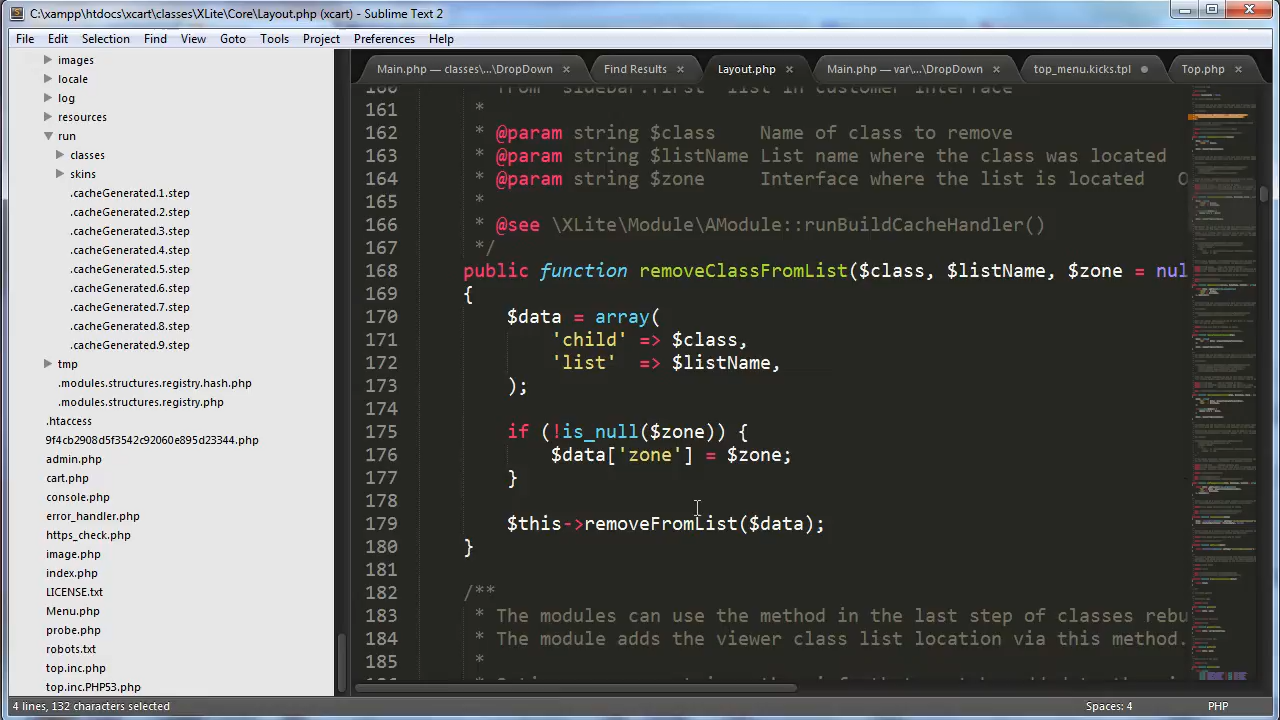 C:\xampp\htdocs\xcart\classes\XLite\Core\Layout.php (xcart) - Sublime Text 2
File Edit Selection Find View Goto Tools Project Preferences Help
images
locale
log
resources
run
classes
skins
.cacheGenerated.1.step
.cacheGenerated.2.step
.cacheGenerated.3.step
.cacheGenerated.4.step
.cacheGenerated.5.step
.cacheGenerated.6.step
.cacheGenerated.7.step
.cacheGenerated.8.step
.cacheGenerated.9.step
tmp
.modules.structures.registry.hash.php
.modules.structures.registry.php
.htaccess
9f4cb2c98d5f3542c92060e895d23344.php
admin.php
cart.php
console.php
error_handler.php
https_check.php
image.php
index.php
LICENSE.txt
Menu.php
probe.php
robots.txt
top.inc.php
top.inc.PHP53.php
Main.php — classes\...\DropDown Find Results Layout.php Main.php — var\...\DropDown top_menu.kicks.tpl Top.php
160 * from "sidebar.first" list in customer interface
161 *
162 * @param string $class Name of class to remove
163 * @param string $listName List name where the class was located
164 * @param string $zone Interface where the list is located O
165 *
166 * @see \XLite\Module\AModule::runBuildCacheHandler()
167 */
168 public function removeClassFromList($class, $listName, $zone = nul
169 {
170 $data = array(
171 'child' => $class,
172 'list' => $listName,
173 );
174
175 if (!is_null($zone)) {
176 $data['zone'] = $zone;
177 }
178
179 $this->removeFromList($data);
180 }
181
182 /**
183 * The modules can use the method in the last step of classes rebu
184 * The module adds the viewer class list location via this method.
185 *
4 lines, 132 characters selected Spaces: 4 PHP